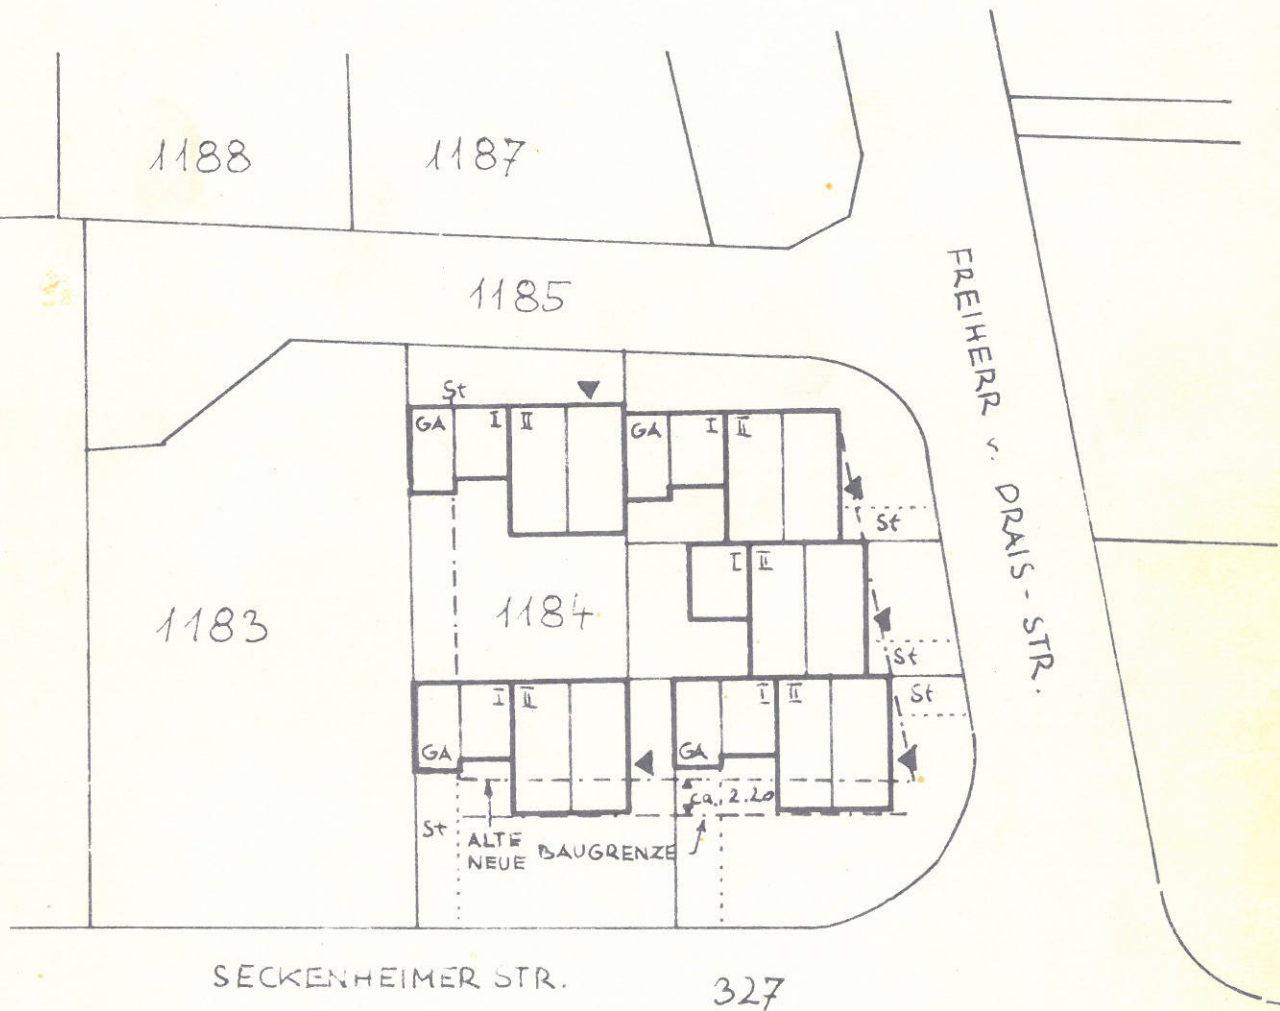 1188
1187
1185
FREIHERR v. DRAIS-STR.
St
GA I II
GA I II
St
1183
1184
I II
St
St
I II
I II
GA
GA
ca. 2.20
St
ALTE
NEUE BAUGRENZE
SECKENHEIMER STR.
327